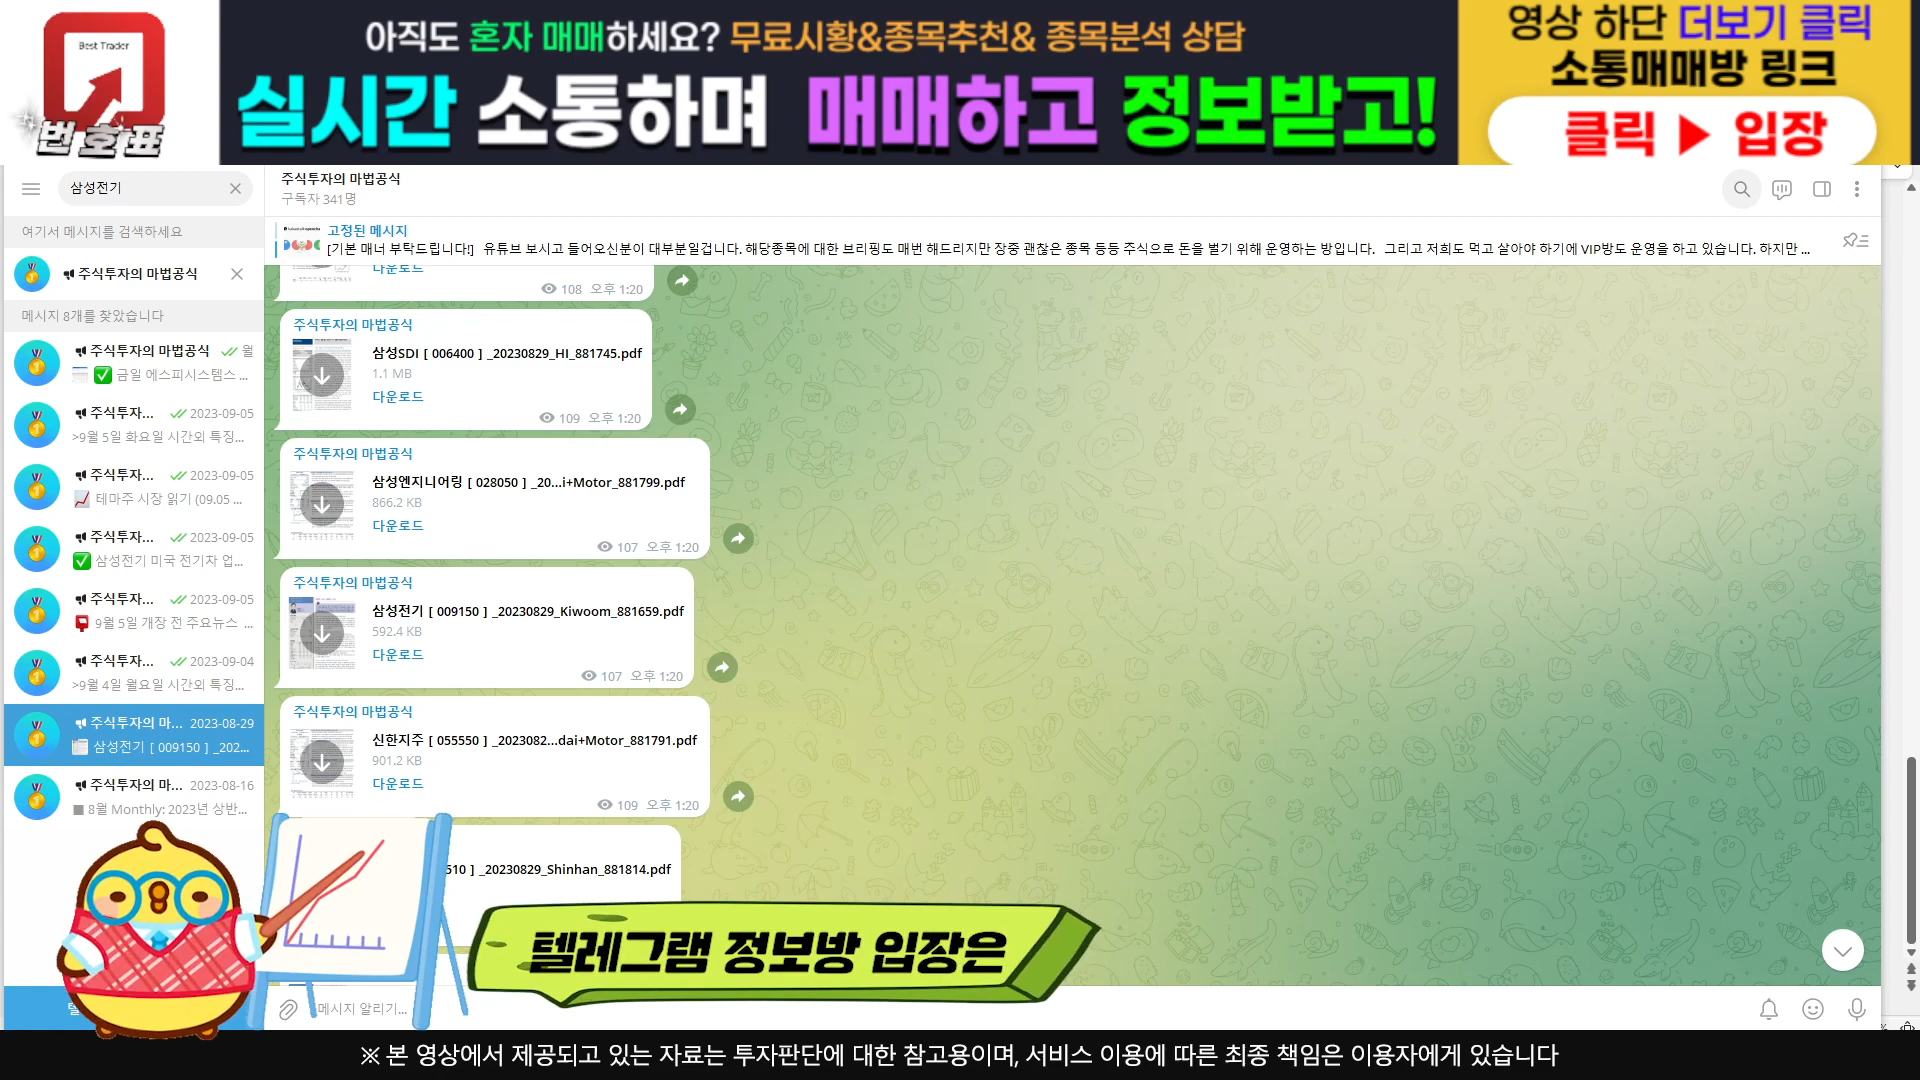 Best Trader
번호표
아직도 혼자 매매하세요? 무료시황&종목추천& 종목분석 상담
실시간 소통하며 매매하고 정보받고!
영상 하단 더보기 클릭
소통매매방 링크
클릭 ▶ 입장
삼성전기
여기서 메시지를 검색하세요
주식투자의 마법공식
메시지 8개를 찾았습니다
주식투자의 마법공식 월
✅ 금일 에스피시스템스 ...
주식투자... 2023-09-05
>9월 5일 화요일 시간외 특징...
주식투자... 2023-09-05
테마주 시장 읽기 (09.05 ...
주식투자... 2023-09-05
✅ 삼성전기 미국 전기차 업...
주식투자... 2023-09-05
9월 5일 개장 전 주요뉴스 ...
주식투자... 2023-09-04
>9월 4일 월요일 시간외 특징...
주식투자의 마... 2023-08-29
삼성전기 [ 009150 ] _202...
주식투자의 마... 2023-08-16
■ 8월 Monthly: 2023년 상반...
주식투자의 마법공식
구독자 341명
고정된 메시지
[기본 매너 부탁드립니다!] 유튜브 보시고 들어오신분이 대부분일겁니다. 해당종목에 대한 브리핑도 매번 해드리지만 장중 괜찮은 종목 등등 주식으로 돈을 벌기 위해 운영하는 방입니다. 그리고 저희도 먹고 살아야 하기에 VIP방도 운영을 하고 있습니다. 하지만 ...
다운로드
108 오후 1:20
주식투자의 마법공식
삼성SDI [ 006400 ] _20230829_HI_881745.pdf
1.1 MB
다운로드
109 오후 1:20
주식투자의 마법공식
삼성엔지니어링 [ 028050 ] _20...i+Motor_881799.pdf
866.2 KB
다운로드
107 오후 1:20
주식투자의 마법공식
삼성전기 [ 009150 ] _20230829_Kiwoom_881659.pdf
592.4 KB
다운로드
107 오후 1:20
주식투자의 마법공식
신한지주 [ 055550 ] _2023082...dai+Motor_881791.pdf
901.2 KB
다운로드
109 오후 1:20
510 ] _20230829_Shinhan_881814.pdf
텔레그램 정보방 입장은
메시지 알리기...
※ 본 영상에서 제공되고 있는 자료는 투자판단에 대한 참고용이며, 서비스 이용에 따른 최종 책임은 이용자에게 있습니다